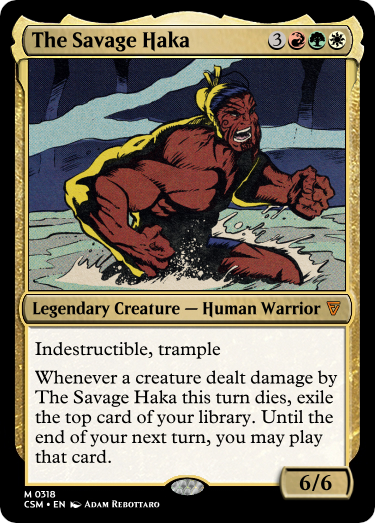 The Savage Haka 3
Legendary Creature — Human Warrior
Indestructible, trample
Whenever a creature dealt damage by
The Savage Haka this turn dies, exile
the top card of your library. Until the
end of your next turn, you may play
that card.
6/6
M 0318
CSM • EN Adam Rebottaro